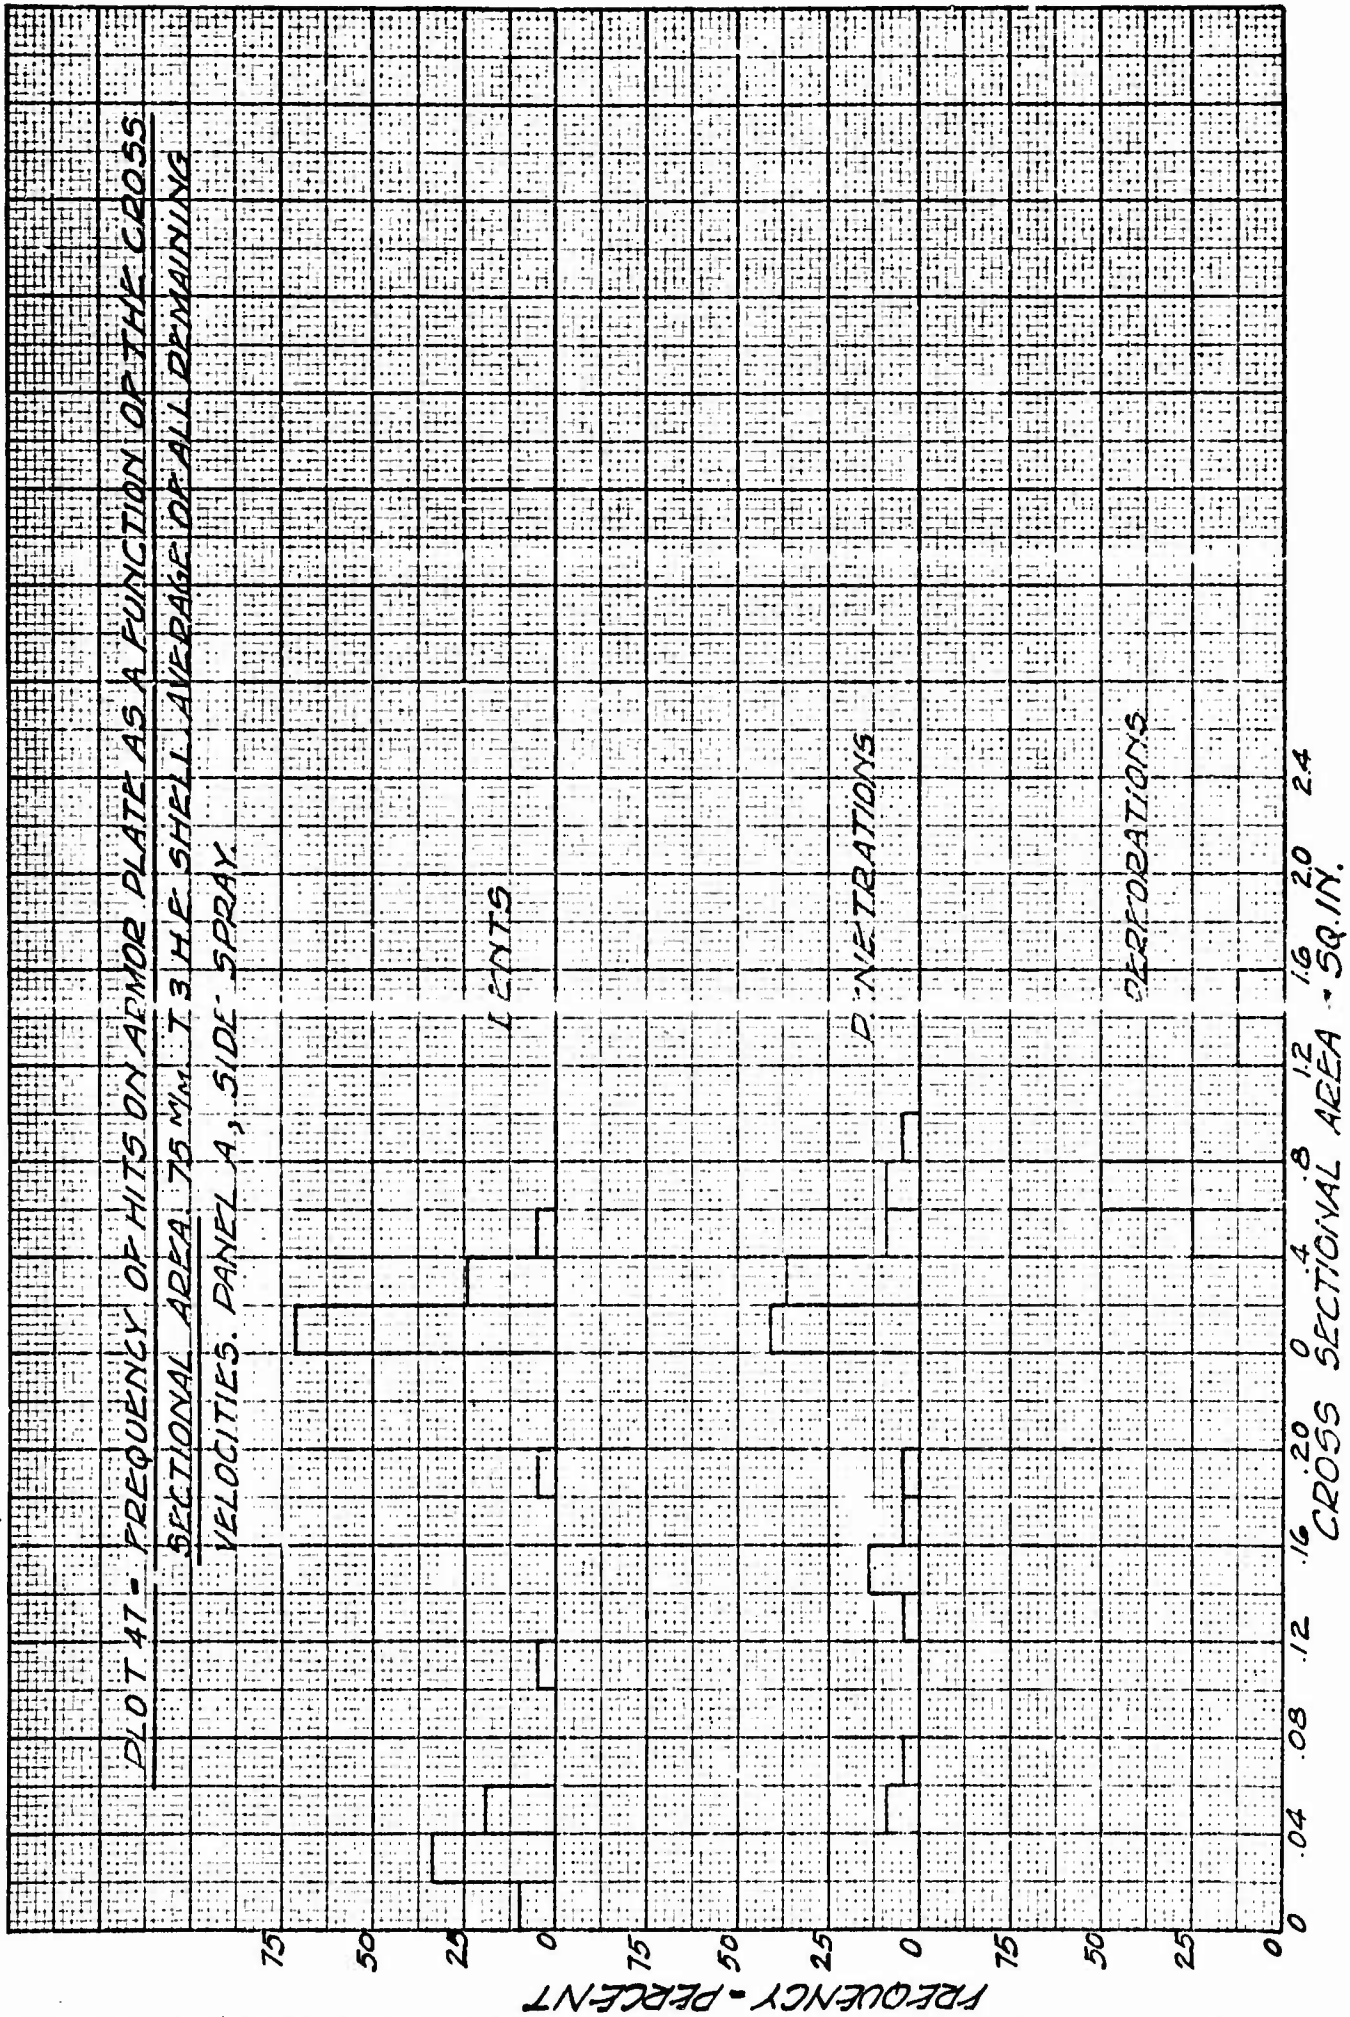 PLOT 4T - FREQUENCY OF HITS ON ARMOR PLATE AS A FUNCTION OF THE CROSS
SECTIONAL AREA. 75 M/M. T3 H.E. SHELL. AVERAGE OF ALL REMAINING
VELOCITIES. PANEL A, SIDE SPRAY.
FREQUENCY - PERCENT
75
50
25
0
DENTS
75
50
25
0
PENETRATIONS
75
50
25
0
PERFORATIONS
0 .04 .08 .12 .16 .20 0 .4 .8 1.2 1.6 2.0 2.4
CROSS SECTIONAL AREA - SQ.IN.